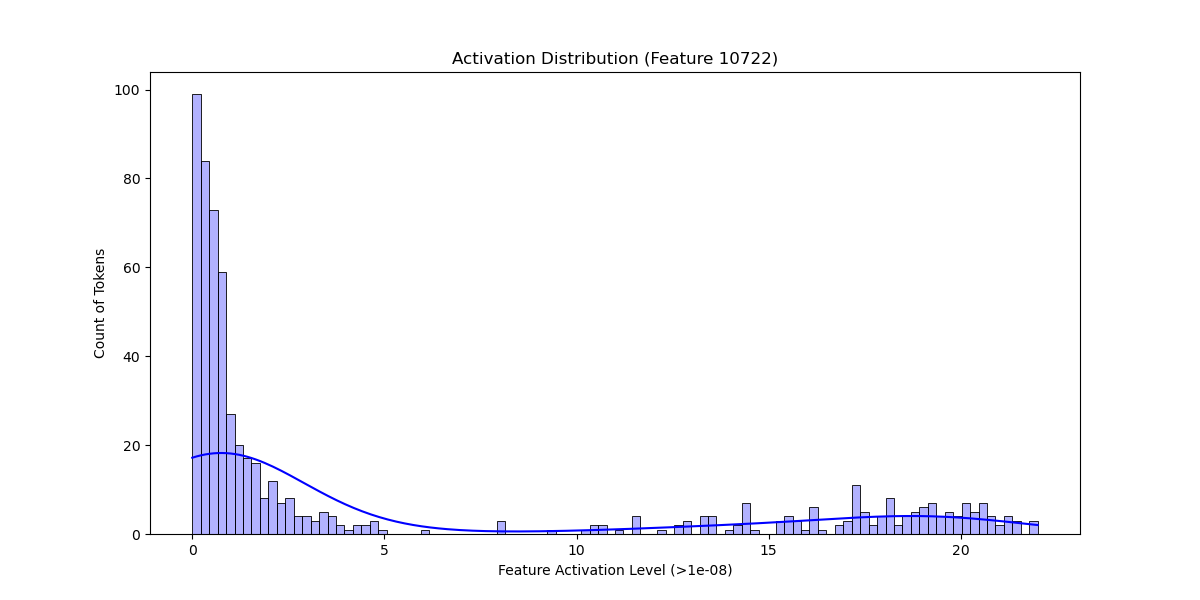 Activation Distribution (Feature 10722)
100
80
60
40
20
0
Count of Tokens
0 5 10 15 20
Feature Activation Level (>1e-08)